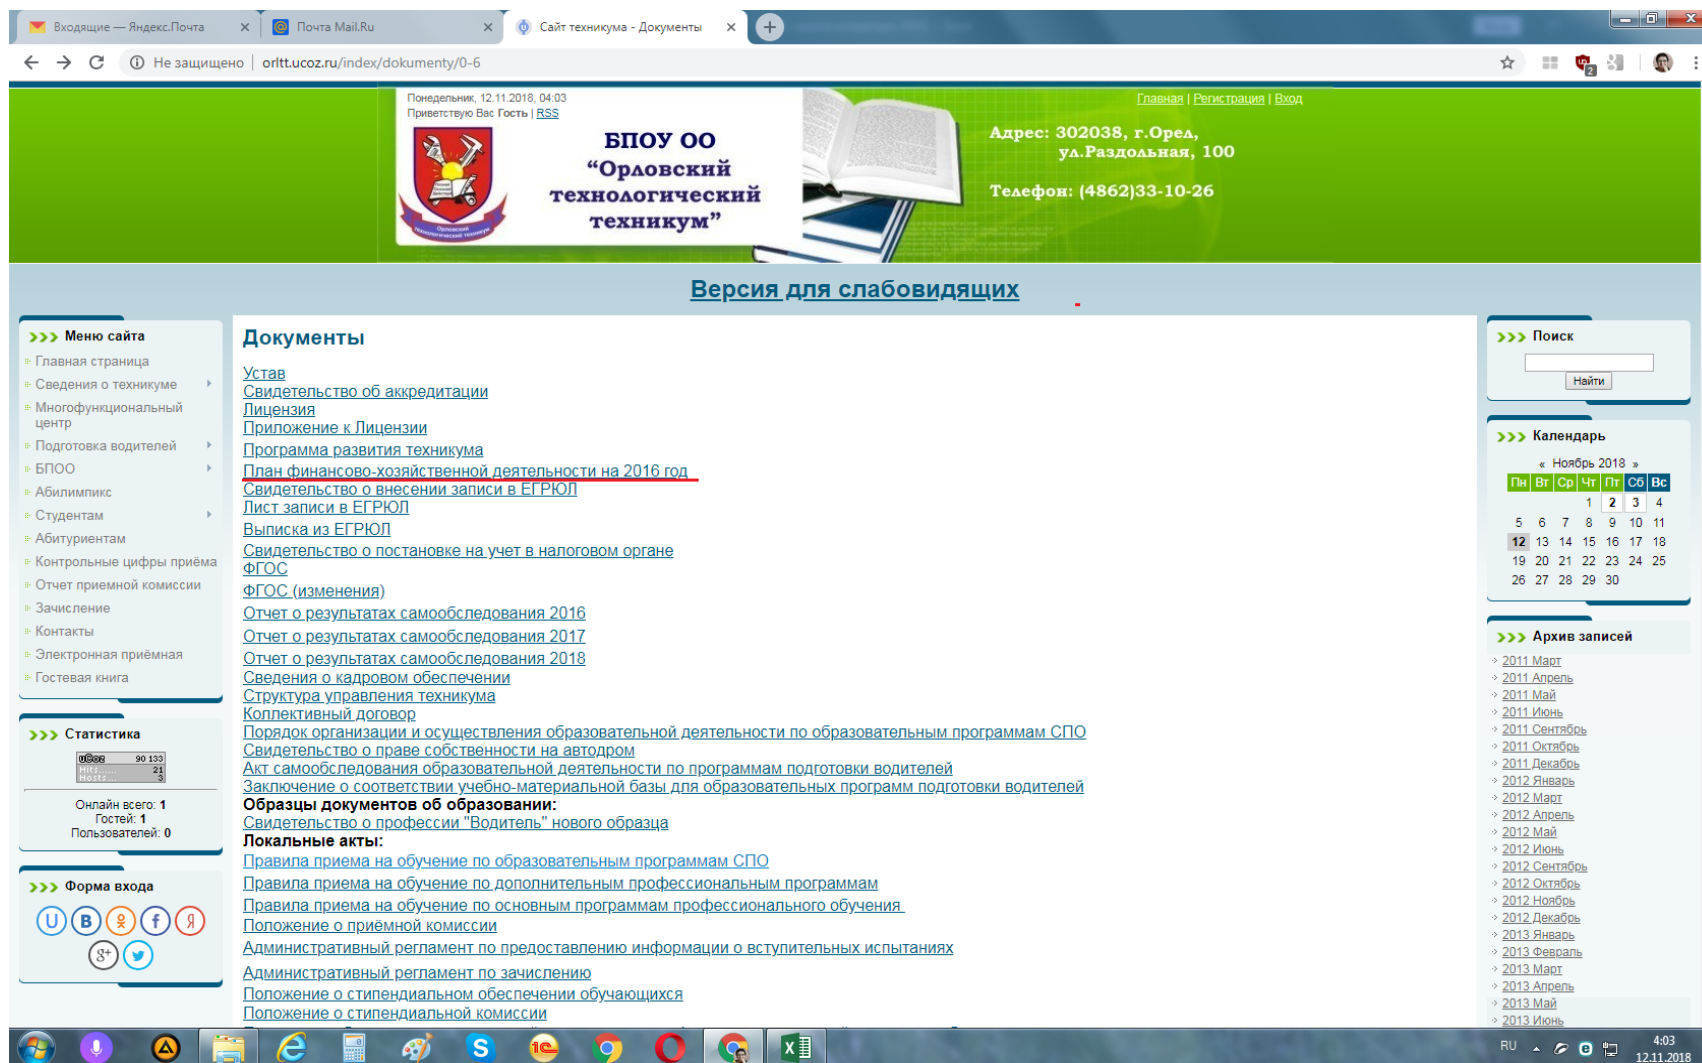 Входящие — Яндекс.Почта
Почта Mail.Ru
Сайт техникума - Документы
Не защищено | orltt.ucoz.ru/index/dokumenty/0-6
2
Понедельник, 12.11.2018, 04:03
Приветствую Вас Гость | RSS
Главная | Регистрация | Вход
БПОУ ОО
“Орловский
технологический
техникум”
Адрес: 302038, г.Орел,
ул.Раздольная, 100
Телефон: (4862)33-10-26
Версия для слабовидящих
>>> Меню сайта
Главная страница
Сведения о техникуме
Многофункциональный
центр
Подготовка водителей
БПОО
Абилимпикс
Студентам
Абитуриентам
Контрольные цифры приёма
Отчет приемной комиссии
Зачисление
Контакты
Электронная приёмная
Гостевая книга
>>> Статистика
uCoz 90 133
Hits 21
Hosts 3
Онлайн всего: 1
Гостей: 1
Пользователей: 0
>>> Форма входа
Документы
Устав
Свидетельство об аккредитации
Лицензия
Приложение к Лицензии
Программа развития техникума
План финансово-хозяйственной деятельности на 2016 год
Свидетельство о внесении записи в ЕГРЮЛ
Лист записи в ЕГРЮЛ
Выписка из ЕГРЮЛ
Свидетельство о постановке на учет в налоговом органе
ФГОС
ФГОС (изменения)
Отчет о результатах самообследования 2016
Отчет о результатах самообследования 2017
Отчет о результатах самообследования 2018
Сведения о кадровом обеспечении
Структура управления техникума
Коллективный договор
Порядок организации и осуществления образовательной деятельности по образовательным программам СПО
Свидетельство о праве собственности на автодром
Акт самообследования образовательной деятельности по программам подготовки водителей
Заключение о соответствии учебно-материальной базы для образовательных программ подготовки водителей
Образцы документов об образовании:
Свидетельство о профессии "Водитель" нового образца
Локальные акты:
Правила приема на обучение по образовательным программам СПО
Правила приема на обучение по дополнительным профессиональным программам
Правила приема на обучение по основным программам профессионального обучения
Положение о приёмной комиссии
Административный регламент по предоставлению информации о вступительных испытаниях
Административный регламент по зачислению
Положение о стипендиальном обеспечении обучающихся
Положение о стипендиальной комиссии
>>> Поиск
Найти
>>> Календарь
« Ноябрь 2018 »
Пн Вт Ср Чт Пт Сб Вс
1 2 3 4
5 6 7 8 9 10 11
12 13 14 15 16 17 18
19 20 21 22 23 24 25
26 27 28 29 30
>>> Архив записей
2011 Март
2011 Апрель
2011 Май
2011 Июнь
2011 Сентябрь
2011 Октябрь
2011 Декабрь
2012 Январь
2012 Март
2012 Апрель
2012 Май
2012 Июнь
2012 Сентябрь
2012 Октябрь
2012 Ноябрь
2012 Декабрь
2013 Январь
2013 Февраль
2013 Март
2013 Апрель
2013 Май
2013 Июнь
RU
4:03
12.11.2018